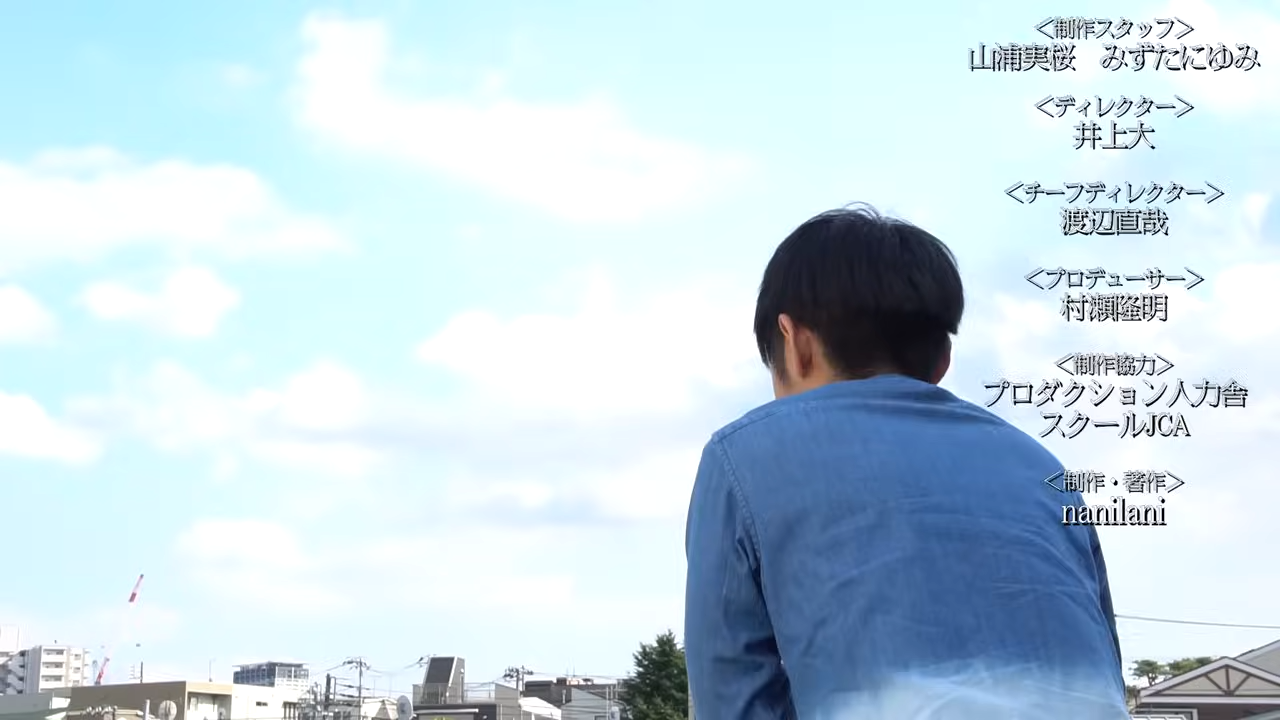 ＜制作スタッフ＞
山浦実桜　みずたにゆみ
＜ディレクター＞
井上大
＜チーフディレクター＞
渡辺直哉
＜プロデューサー＞
村瀬隆明
＜制作協力＞
プロダクション人力舎
スクールJCA
＜制作・著作＞
nanilani